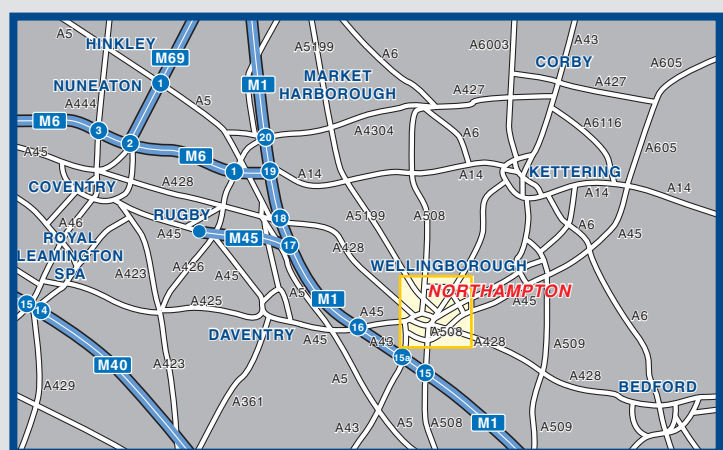 A5
HINKLEY
M69
A5199
A6
A6003
A43
CORBY
A605
NUNEATON
1
A5
M1
MARKET
HARBOROUGH
A427
A427
A444
M6
3
2
20
A4304
A6
A6116
A605
A45
M6
1
19
A14
A14
KETTERING
A14
A14
COVENTRY
A428
A46
RUGBY
18
A5199
A508
A6
A45
ROYAL
LEAMINGTON
SPA
A45
M45
17
A428
WELLINGBOROUGH
A423
A426
A45
A5
M1
NORTHAMPTON
A45
15
14
A425
A45
A6
DAVENTRY
A45
16
A43
A508
A428
A509
15a
M40
A423
A5
15
A428
BEDFORD
A429
A361
A43
A5
A508
M1
A509